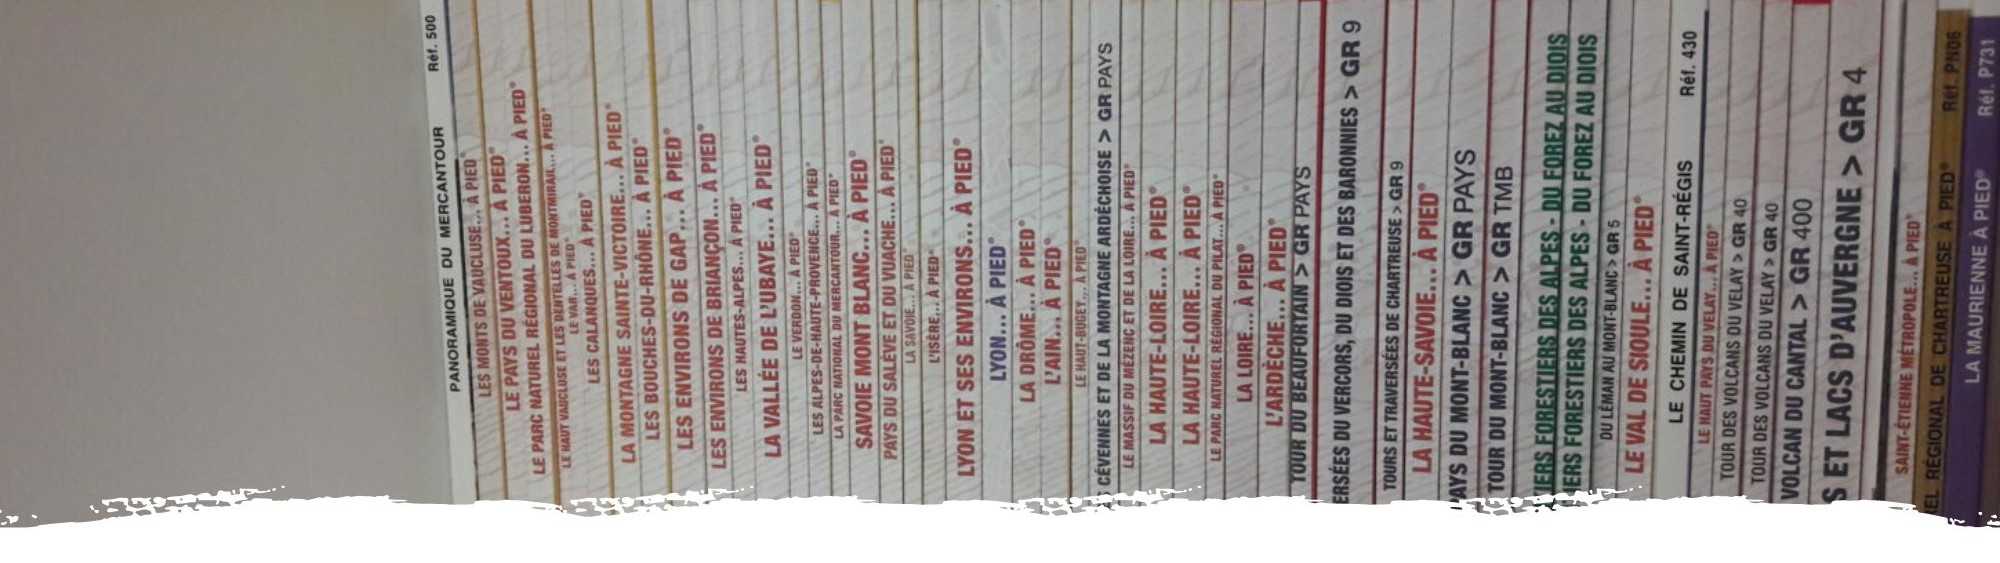 PANORAMIQUE DU MERCANTOUR Réf. 500
LES MONTS DE VAUCLUSE... À PIED®
LE PAYS DU VENTOUX... À PIED®
LE PARC NATUREL RÉGIONAL DU LUBERON... À PIED®
LE HAUT VAUCLUSE ET LES DENTELLES DE MONTMIRAIL... À PIED®
LE VAR... À PIED®
LES CALANQUES... À PIED®
LA MONTAGNE SAINTE-VICTOIRE... À PIED®
LES BOUCHES-DU-RHÔNE... À PIED®
LES ENVIRONS DE GAP... À PIED®
LES ENVIRONS DE BRIANÇON... À PIED®
LES HAUTES-ALPES... À PIED®
LA VALLÉE DE L'UBAYE... À PIED®
LE VERDON... À PIED®
LES ALPES-DE-HAUTE-PROVENCE... À PIED®
LA PARC NATIONAL DU MERCANTOUR... À PIED®
SAVOIE MONT BLANC... À PIED®
PAYS DU SALÈVE ET DU VUACHE... À PIED®
LA SAVOIE... À PIED®
L'ISÈRE... À PIED®
LYON ET SES ENVIRONS... À PIED®
LYON... À PIED®
LA DRÔME... À PIED®
L'AIN... À PIED®
LE HAUT-BUGEY... À PIED®
CÉVENNES ET DE LA MONTAGNE ARDÉCHOISE > GR PAYS
LE MASSIF DU MÉZENC ET DE LA LOIRE... À PIED®
LA HAUTE-LOIRE... À PIED®
LA HAUTE-LOIRE... À PIED®
LE PARC NATUREL RÉGIONAL DU PILAT... À PIED®
LA LOIRE... À PIED®
L'ARDÈCHE... À PIED®
TOUR DU BEAUFORTAIN > GR PAYS
ERSÉES DU VERCORS, DU DIOIS ET DES BARONNIES > GR 9
TOURS ET TRAVERSÉES DE CHARTREUSE > GR 9
LA HAUTE-SAVOIE... À PIED®
PAYS DU MONT-BLANC > GR PAYS
TOUR DU MONT-BLANC > GR TMB
IERS FORESTIERS DES ALPES - DU FOREZ AU DIOIS
IERS FORESTIERS DES ALPES - DU FOREZ AU DIOIS
DU LÉMAN AU MONT-BLANC > GR 5
LE VAL DE SIOULE... À PIED®
LE CHEMIN DE SAINT-RÉGIS Réf. 430
LE HAUT PAYS DU VELAY... À PIED®
TOUR DES VOLCANS DU VELAY > GR 40
TOUR DES VOLCANS DU VELAY > GR 40
VOLCAN DU CANTAL > GR 400
S ET LACS D'AUVERGNE > GR 4
SAINT-ÉTIENNE MÉTROPOLE... À PIED®
EL RÉGIONAL DE CHARTREUSE À PIED® Réf. PN06
LA MAURIENNE À PIED® Réf. P731